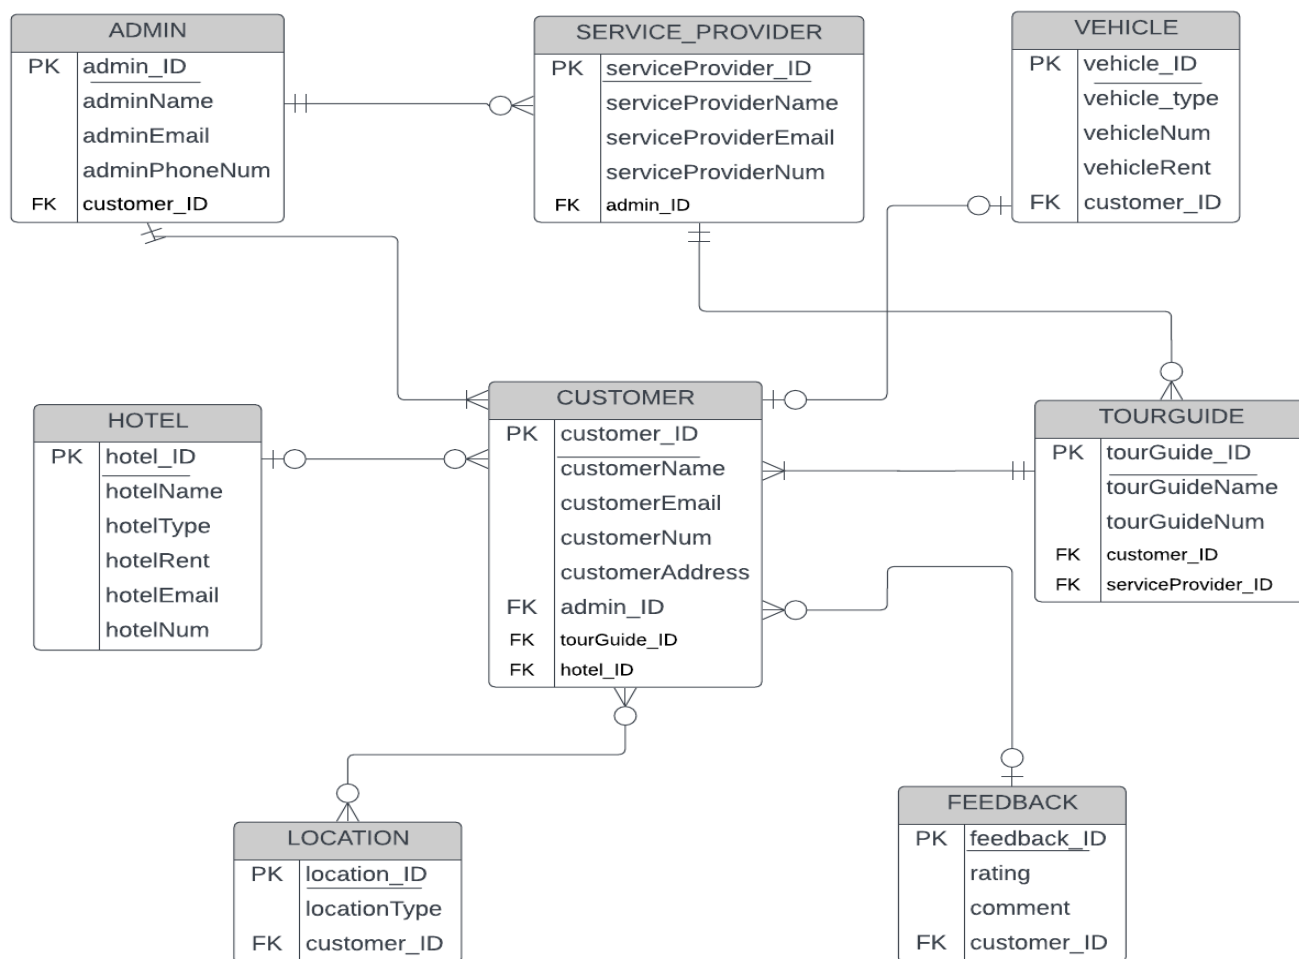 ADMIN
PK admin_ID
adminName
adminEmail
adminPhoneNum
FK customer_ID
SERVICE_PROVIDER
PK serviceProvider_ID
serviceProviderName
serviceProviderEmail
serviceProviderNum
FK admin_ID
VEHICLE
PK vehicle_ID
vehicle_type
vehicleNum
vehicleRent
FK customer_ID
HOTEL
PK hotel_ID
hotelName
hotelType
hotelRent
hotelEmail
hotelNum
CUSTOMER
PK customer_ID
customerName
customerEmail
customerNum
customerAddress
FK admin_ID
FK tourGuide_ID
FK hotel_ID
TOURGUIDE
PK tourGuide_ID
tourGuideName
tourGuideNum
FK customer_ID
FK serviceProvider_ID
LOCATION
PK location_ID
locationType
FK customer_ID
FEEDBACK
PK feedback_ID
rating
comment
FK customer_ID